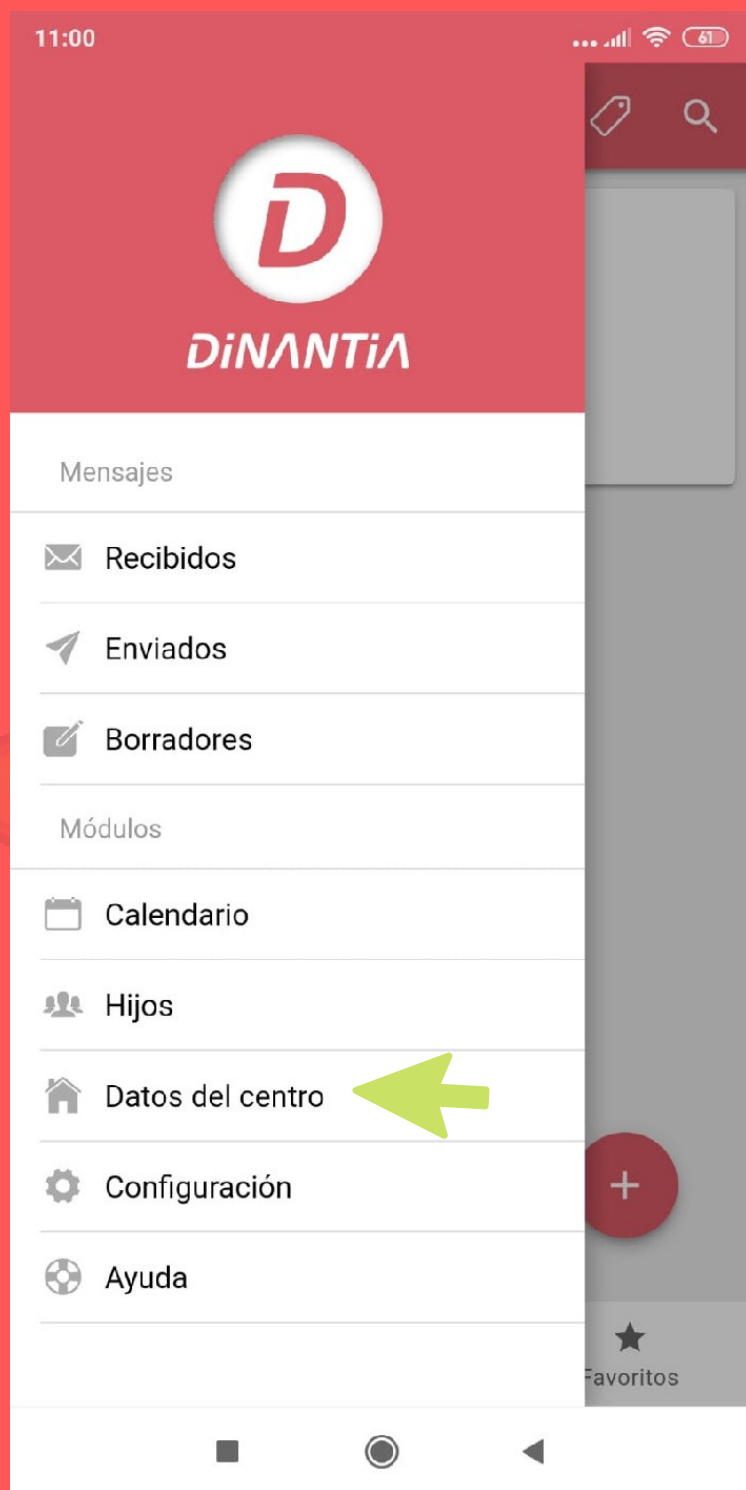 11:00
61
D
DiNANTiA
Mensajes
Recibidos
Enviados
Borradores
Módulos
Calendario
Hijos
Datos del centro
Configuración
Ayuda
Favoritos